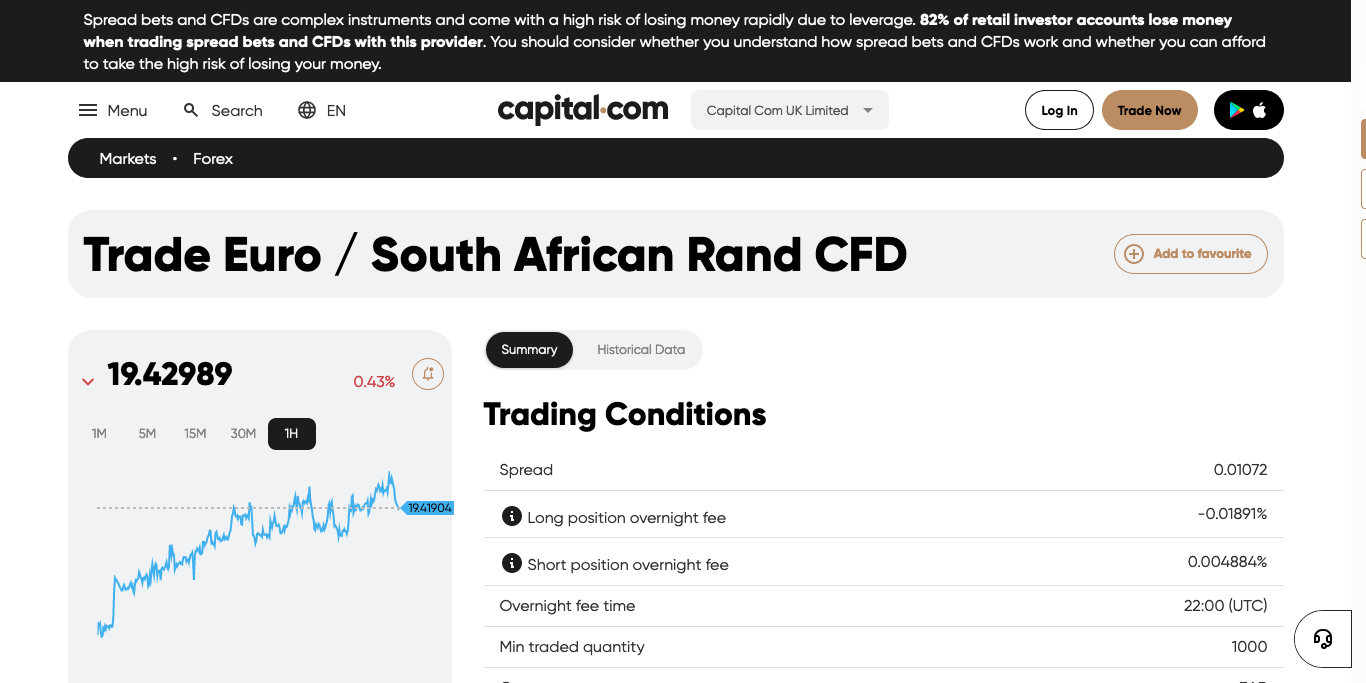 Spread bets and CFDs are complex instruments and come with a high risk of losing money rapidly due to leverage. 82% of retail investor accounts lose money
when trading spread bets and CFDs with this provider. You should consider whether you understand how spread bets and CFDs work and whether you can afford
to take the high risk of losing your money.
Menu Search EN capital.com Capital Com UK Limited Log In Trade Now
Markets • Forex
Trade Euro / South African Rand CFD Add to favourite
19.42989 0.43%
1M 5M 15M 30M 1H
19.41904
Summary Historical Data
Trading Conditions
Spread 0.01072
Long position overnight fee -0.01891%
Short position overnight fee 0.004884%
Overnight fee time 22:00 (UTC)
Min traded quantity 1000